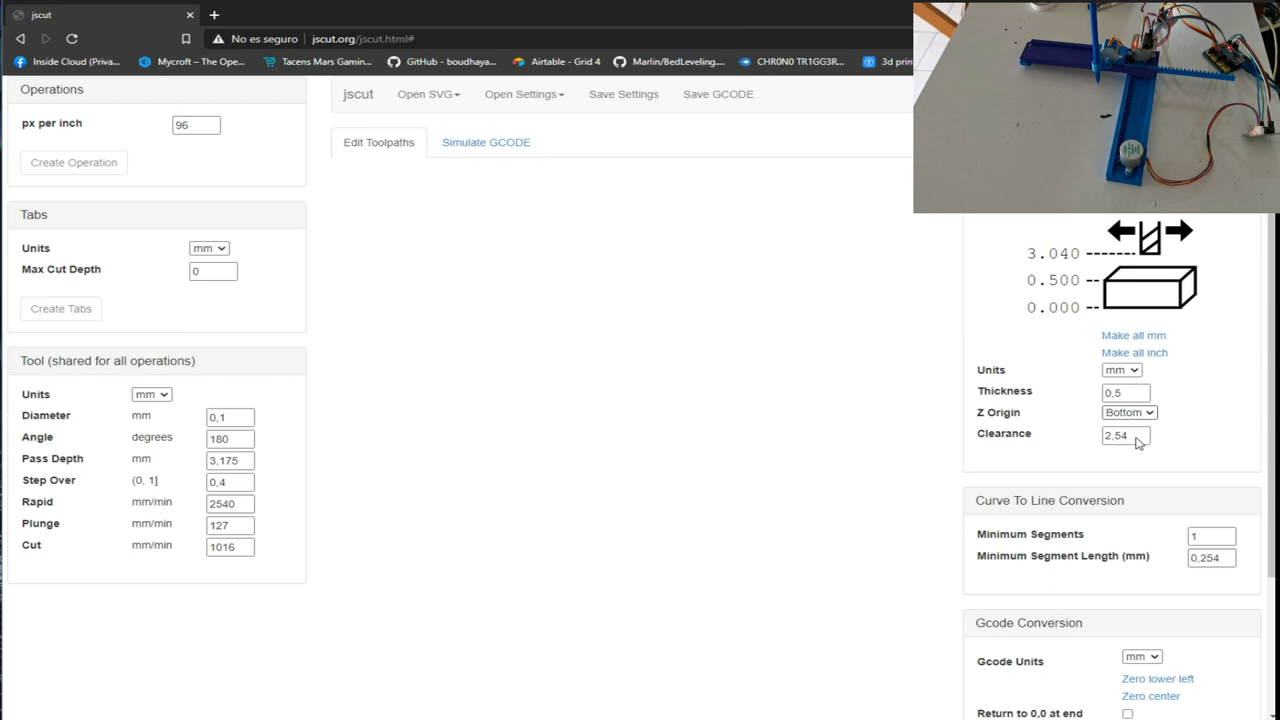 jscut
No es seguro jscut.org/jscut.html#
Inside Cloud (Priva...
Mycroft – The Ope...
Tacens Mars Gamin...
GitHub - boudhaya...
Airtable - Grid 4
Marlin/BedLeveling....
CHR0N0 TR1GG3R...
3d prin
Operations
px per inch 96
Create Operation
Tabs
Units mm
Max Cut Depth 0
Create Tabs
Tool (shared for all operations)
Units mm
Diameter mm 0,1
Angle degrees 180
Pass Depth mm 3,175
Step Over (0, 1] 0,4
Rapid mm/min 2540
Plunge mm/min 127
Cut mm/min 1016
jscut Open SVG Open Settings Save Settings Save GCODE
Edit Toolpaths Simulate GCODE
3.040
0.500
0.000
Make all mm
Make all inch
Units mm
Thickness 0,5
Z Origin Bottom
Clearance 2,54
Curve To Line Conversion
Minimum Segments 1
Minimum Segment Length (mm) 0,254
Gcode Conversion
Gcode Units mm
Zero lower left
Zero center
Return to 0,0 at end